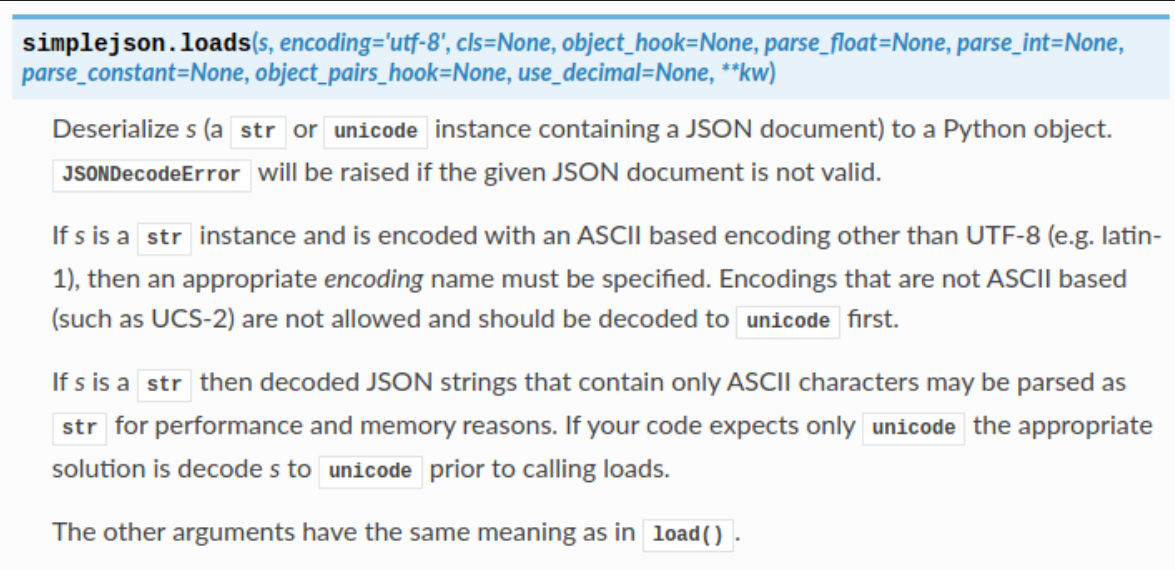 simplejson.loads(s, encoding='utf-8', cls=None, object_hook=None, parse_float=None, parse_int=None,
parse_constant=None, object_pairs_hook=None, use_decimal=None, **kw)
Deserialize s (a str or unicode instance containing a JSON document) to a Python object.
JSONDecodeError will be raised if the given JSON document is not valid.
If s is a str instance and is encoded with an ASCII based encoding other than UTF-8 (e.g. latin-
1), then an appropriate encoding name must be specified. Encodings that are not ASCII based
(such as UCS-2) are not allowed and should be decoded to unicode first.
If s is a str then decoded JSON strings that contain only ASCII characters may be parsed as
str for performance and memory reasons. If your code expects only unicode the appropriate
solution is decode s to unicode prior to calling loads.
The other arguments have the same meaning as in load() .